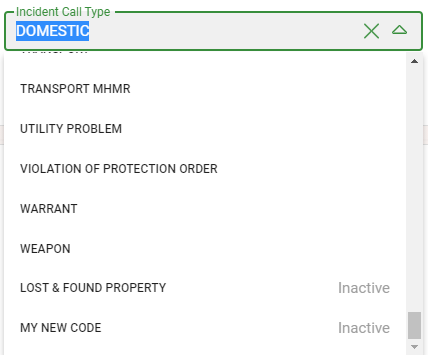 Incident Call Type
DOMESTIC
TRANSPORT
TRANSPORT MHMR
UTILITY PROBLEM
VIOLATION OF PROTECTION ORDER
WARRANT
WEAPON
LOST & FOUND PROPERTY Inactive
MY NEW CODE Inactive